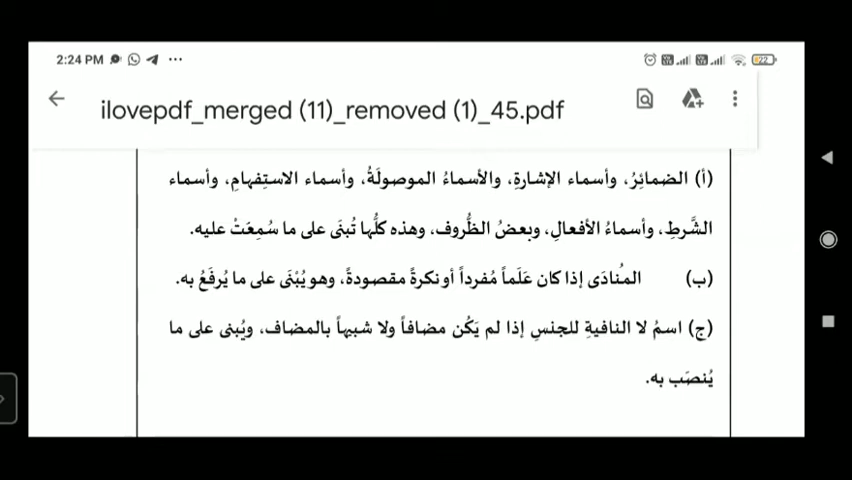 2:24 PM
22
ilovepdf_merged (11)_removed (1)_45.pdf
(أ) الضمائِرُ، وأسماء الإشارةِ، والأسماءُ الموصولَةُ، وأسماء الاستِفهامِ، وأسماء
الشَّرطِ، وأسماءُ الأفعالِ، وبعضُ الظُّروف، وهذه كلُّها تُبنَى على ما سُمِعَتْ عليه.
(ب) المُنادَى إذا كان عَلَماً مُفرداً أو نكرةً مقصودةً، وهو يُبْنَى على ما يُرفَعُ به.
(ج) اسمُ لا النافيةِ للجنسِ إذا لم يَكُن مضافاً ولا شبيهاً بالمضاف، ويُبنى على ما
يُنصَب به.